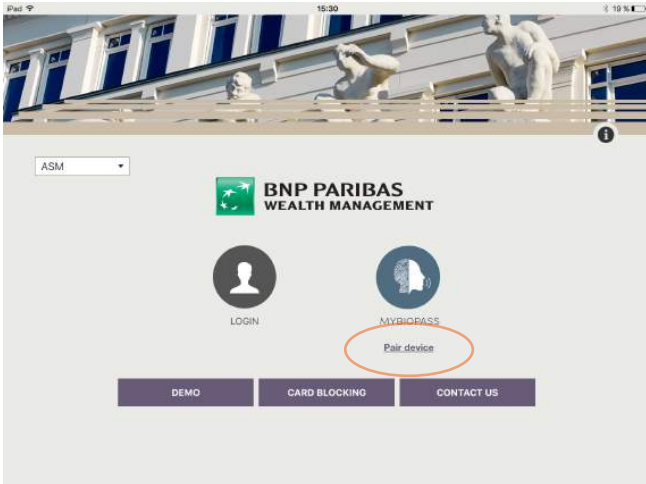 iPad 15:30 19 %
i
ASM
BNP PARIBAS
WEALTH MANAGEMENT
LOGIN MYBIOPASS
Pair device
DEMO CARD BLOCKING CONTACT US